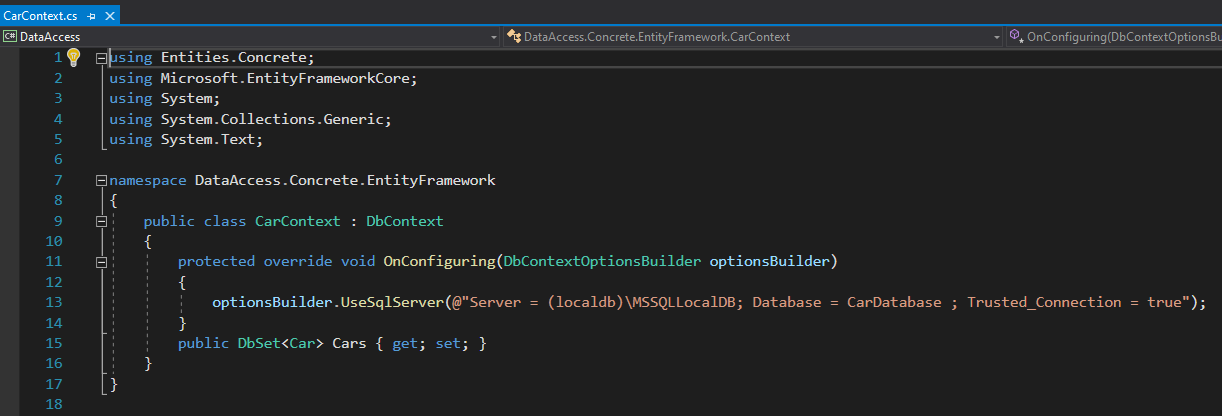 CarContext.cs
C# DataAccess
DataAccess.Concrete.EntityFramework.CarContext
OnConfiguring(DbContextOptionsBu
1 using Entities.Concrete;
2 using Microsoft.EntityFrameworkCore;
3 using System;
4 using System.Collections.Generic;
5 using System.Text;
6
7 namespace DataAccess.Concrete.EntityFramework
8 {
9 public class CarContext : DbContext
10 {
11 protected override void OnConfiguring(DbContextOptionsBuilder optionsBuilder)
12 {
13 optionsBuilder.UseSqlServer(@"Server = (localdb)\MSSQLLocalDB; Database = CarDatabase ; Trusted_Connection = true");
14 }
15 public DbSet<Car> Cars { get; set; }
16 }
17 }
18